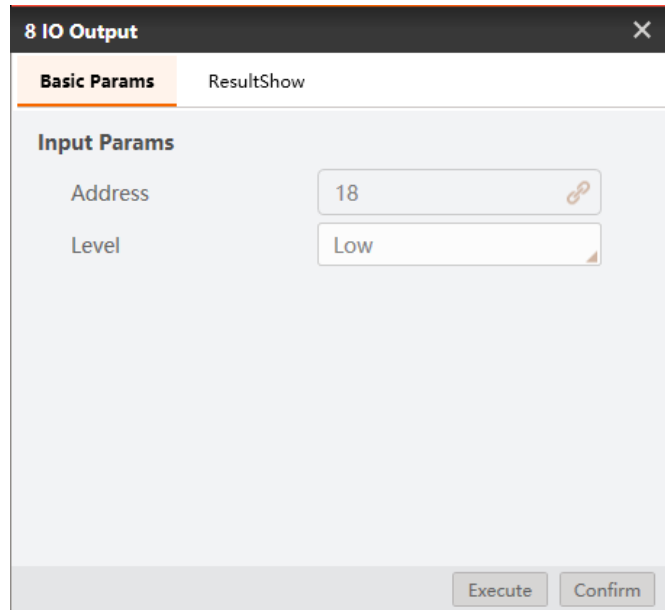 8 IO Output
Basic Params ResultShow
Input Params
Address 18
Level Low
Execute Confirm